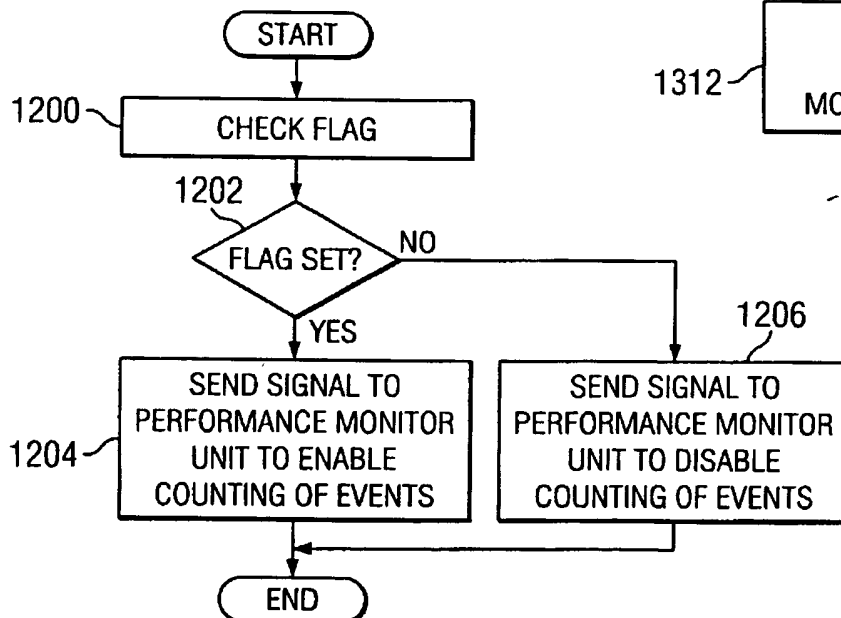 START
1200
CHECK FLAG
1202
FLAG SET?
NO
YES
1204
SEND SIGNAL TO
PERFORMANCE MONITOR
UNIT TO ENABLE
COUNTING OF EVENTS
1206
SEND SIGNAL TO
PERFORMANCE MONITOR
UNIT TO DISABLE
COUNTING OF EVENTS
END
1312